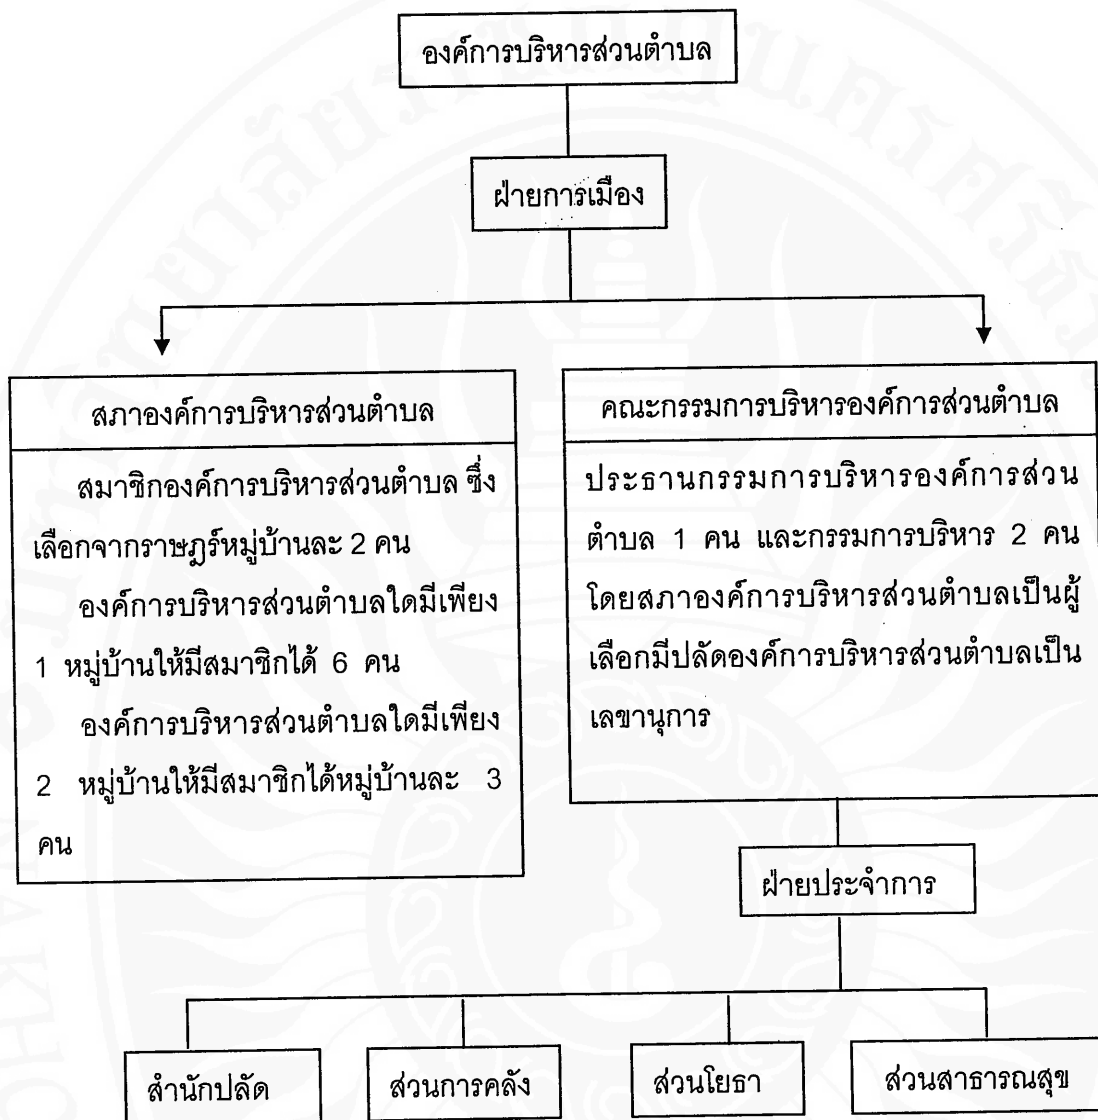 องค์การบริหารส่วนตำบล
ฝ่ายการเมือง
สภาองค์การบริหารส่วนตำบล
สมาชิกองค์การบริหารส่วนตำบล ซึ่ง
เลือกจากราษฎร์หมู่บ้านละ 2 คน
องค์การบริหารส่วนตำบลใดมีเพียง
1 หมู่บ้านให้มีสมาชิกได้ 6 คน
องค์การบริหารส่วนตำบลใดมีเพียง
2 หมู่บ้านให้มีสมาชิกได้หมู่บ้านละ 3
คน
คณะกรรมการบริหารองค์การส่วนตำบล
ประธานกรรมการบริหารองค์การส่วน
ตำบล 1 คน และกรรมการบริหาร 2 คน
โดยสภาองค์การบริหารส่วนตำบลเป็นผู้
เลือกมีปลัดองค์การบริหารส่วนตำบลเป็น
เลขานุการ
ฝ่ายประจำการ
สำนักปลัด
ส่วนการคลัง
ส่วนโยธา
ส่วนสาธารณสุข